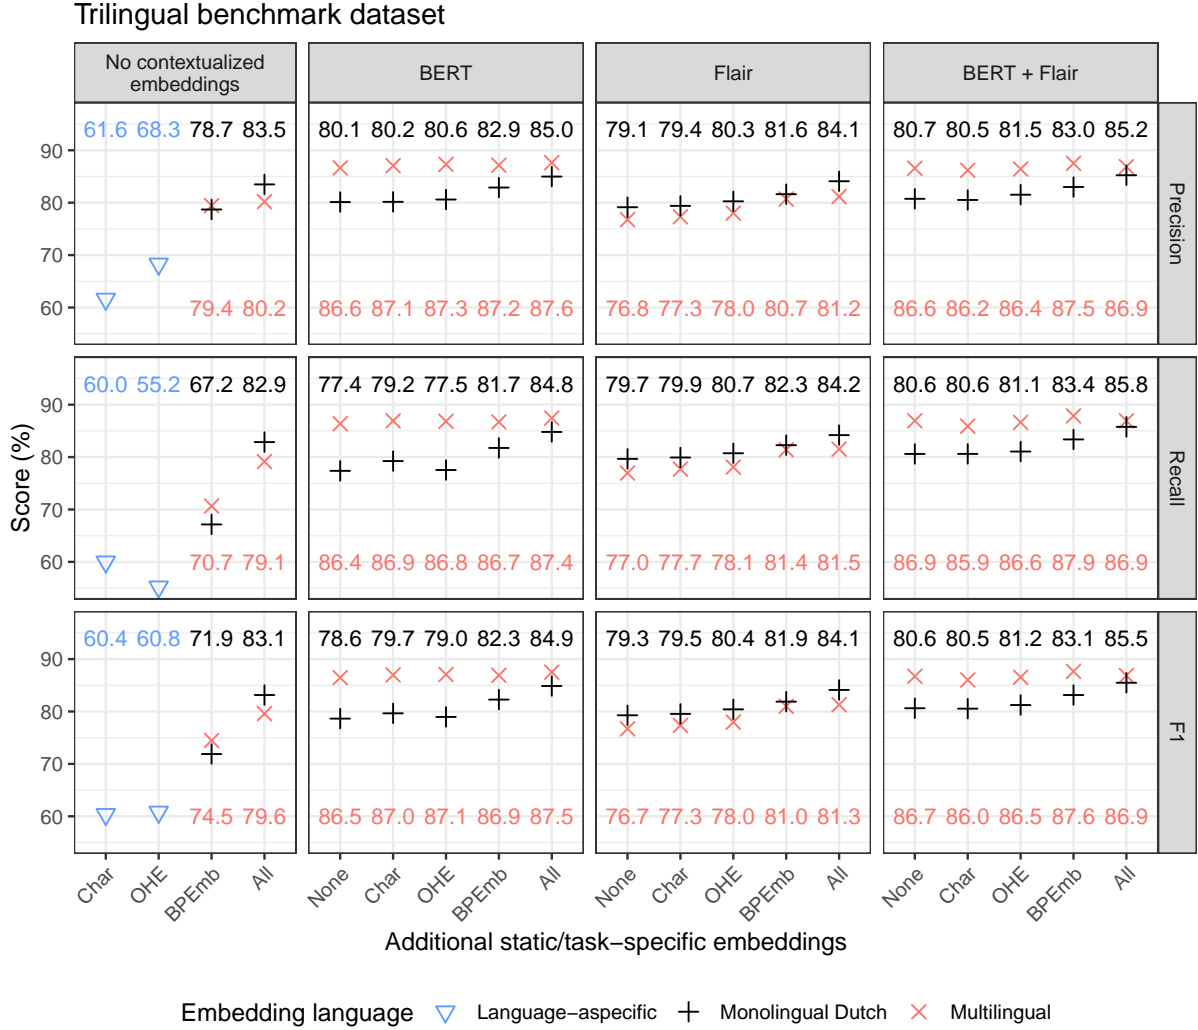 Trilingual benchmark dataset
No contextualized
embeddings
BERT
Flair
BERT + Flair
61.6 68.3 78.7 83.5
80.1 80.2 80.6 82.9 85.0
79.1 79.4 80.3 81.6 84.1
80.7 80.5 81.5 83.0 85.2
90
80
70
60
79.4 80.2
86.6 87.1 87.3 87.2 87.6
76.8 77.3 78.0 80.7 81.2
86.6 86.2 86.4 87.5 86.9
Precision
60.0 55.2 67.2 82.9
77.4 79.2 77.5 81.7 84.8
79.7 79.9 80.7 82.3 84.2
80.6 80.6 81.1 83.4 85.8
90
80
70
60
70.7 79.1
86.4 86.9 86.8 86.7 87.4
77.0 77.7 78.1 81.4 81.5
86.9 85.9 86.6 87.9 86.9
Recall
Score (%)
60.4 60.8 71.9 83.1
78.6 79.7 79.0 82.3 84.9
79.3 79.5 80.4 81.9 84.1
80.6 80.5 81.2 83.1 85.5
90
80
70
60
74.5 79.6
86.5 87.0 87.1 86.9 87.5
76.7 77.3 78.0 81.0 81.3
86.7 86.0 86.5 87.6 86.9
F1
Char OHE BPEmb All
None Char OHE BPEmb All
None Char OHE BPEmb All
None Char OHE BPEmb All
Additional static/task−specific embeddings
Embedding language Language−aspecific Monolingual Dutch Multilingual